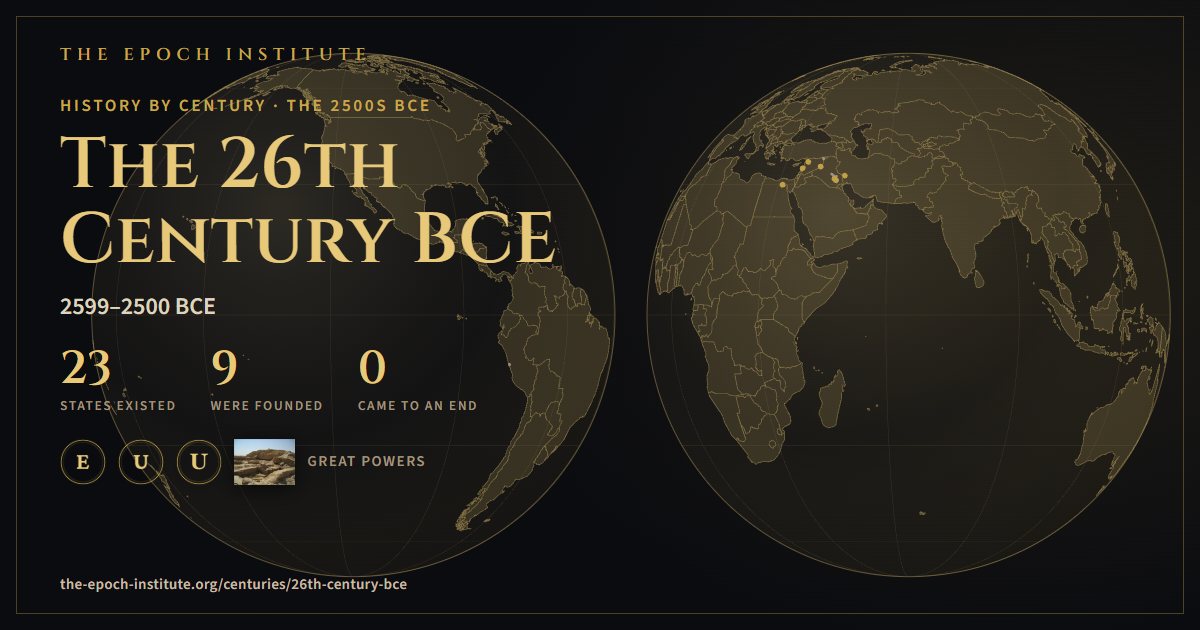 THE EPOCH INSTITUTE
HISTORY BY CENTURY · THE 2500S BCE
THE 26TH
CENTURY BCE
2599–2500 BCE
23 9 0
STATES EXISTED WERE FOUNDED CAME TO AN END
E U U GREAT POWERS
the-epoch-institute.org/centuries/26th-century-bce